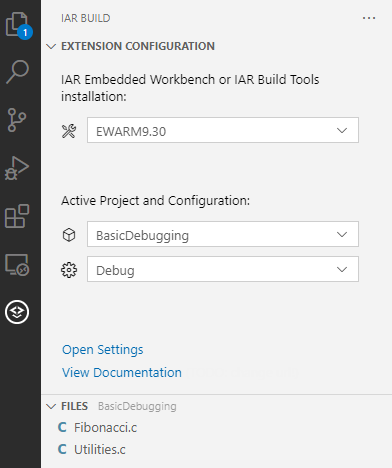 IAR BUILD
1
EXTENSION CONFIGURATION
IAR Embedded Workbench or IAR Build Tools
installation:
EWARM9.30
Active Project and Configuration:
BasicDebugging
Debug
Open Settings
View Documentation
FILES BasicDebugging
C Fibonacci.c
C Utilities.c